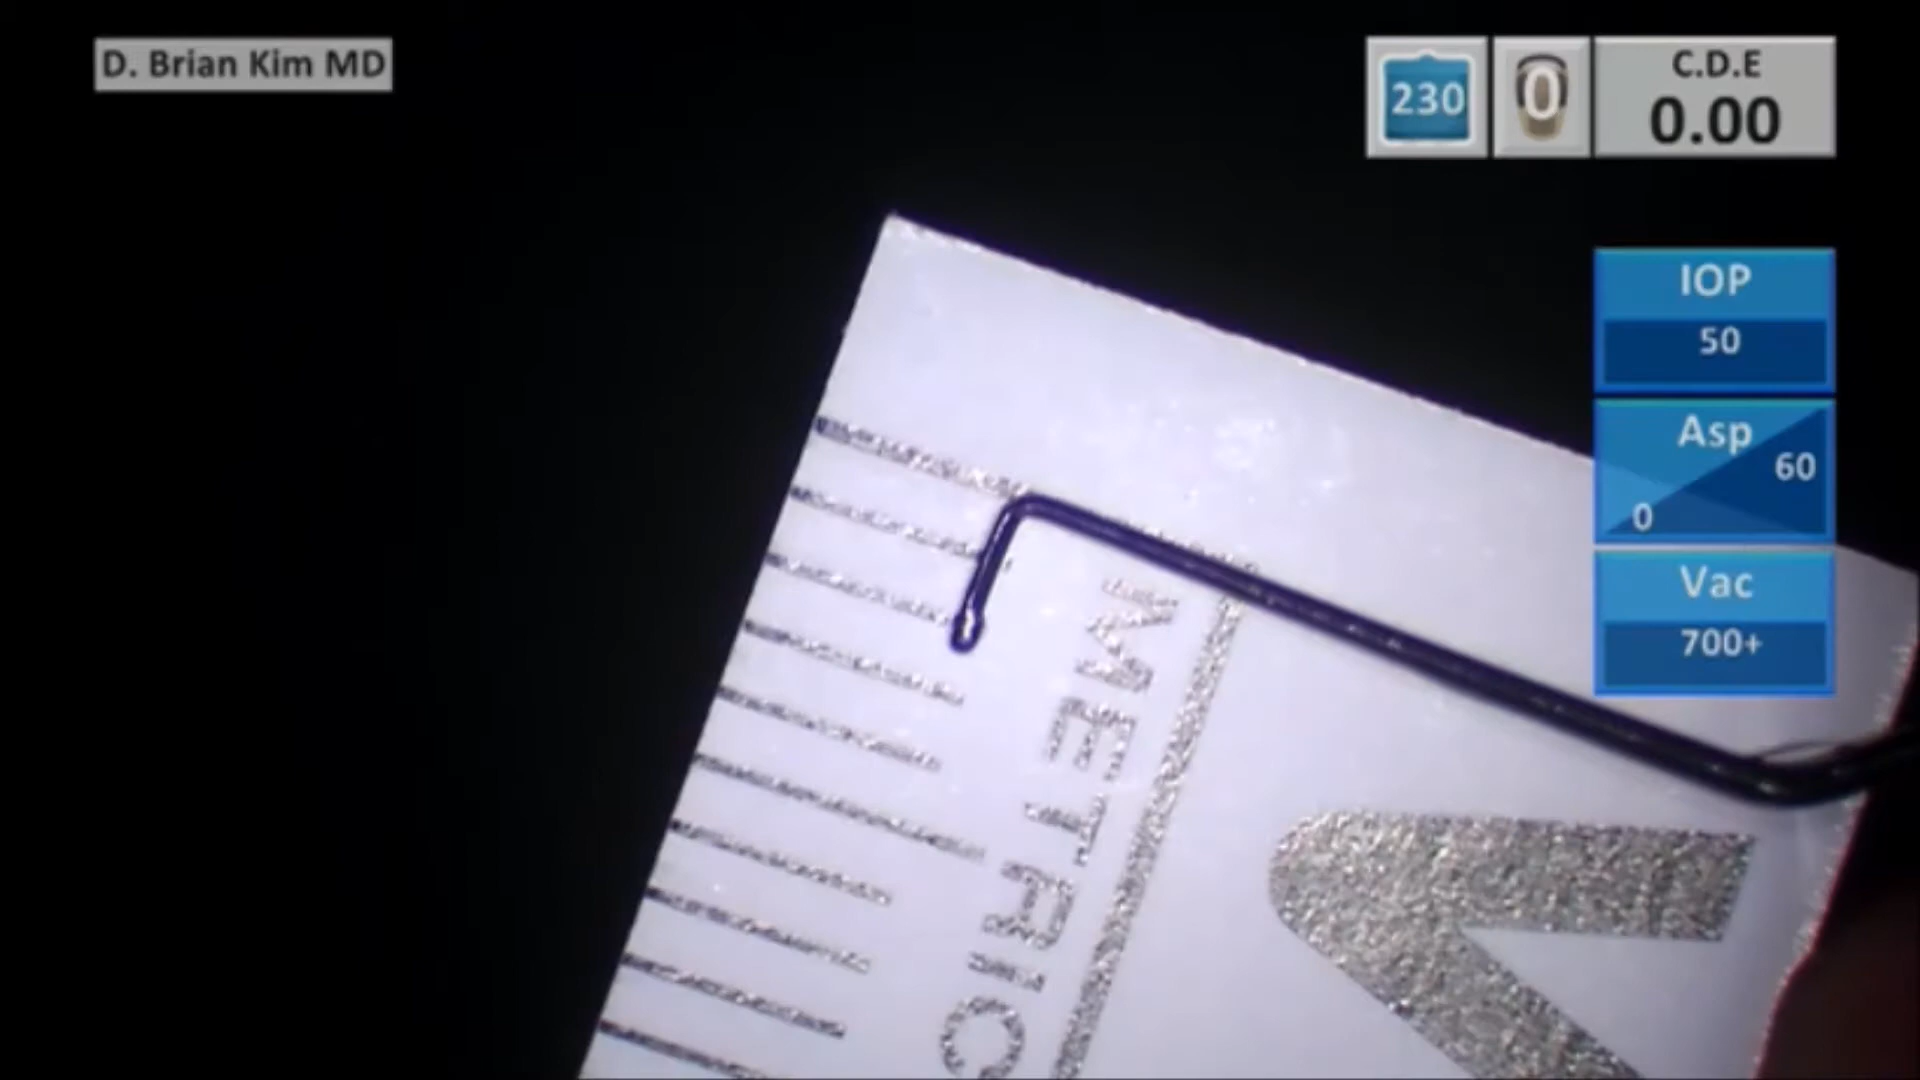 D. Brian Kim MD
230
0
C.D.E
0.00
IOP
50
Asp
60
0
Vac
700+
METRIC